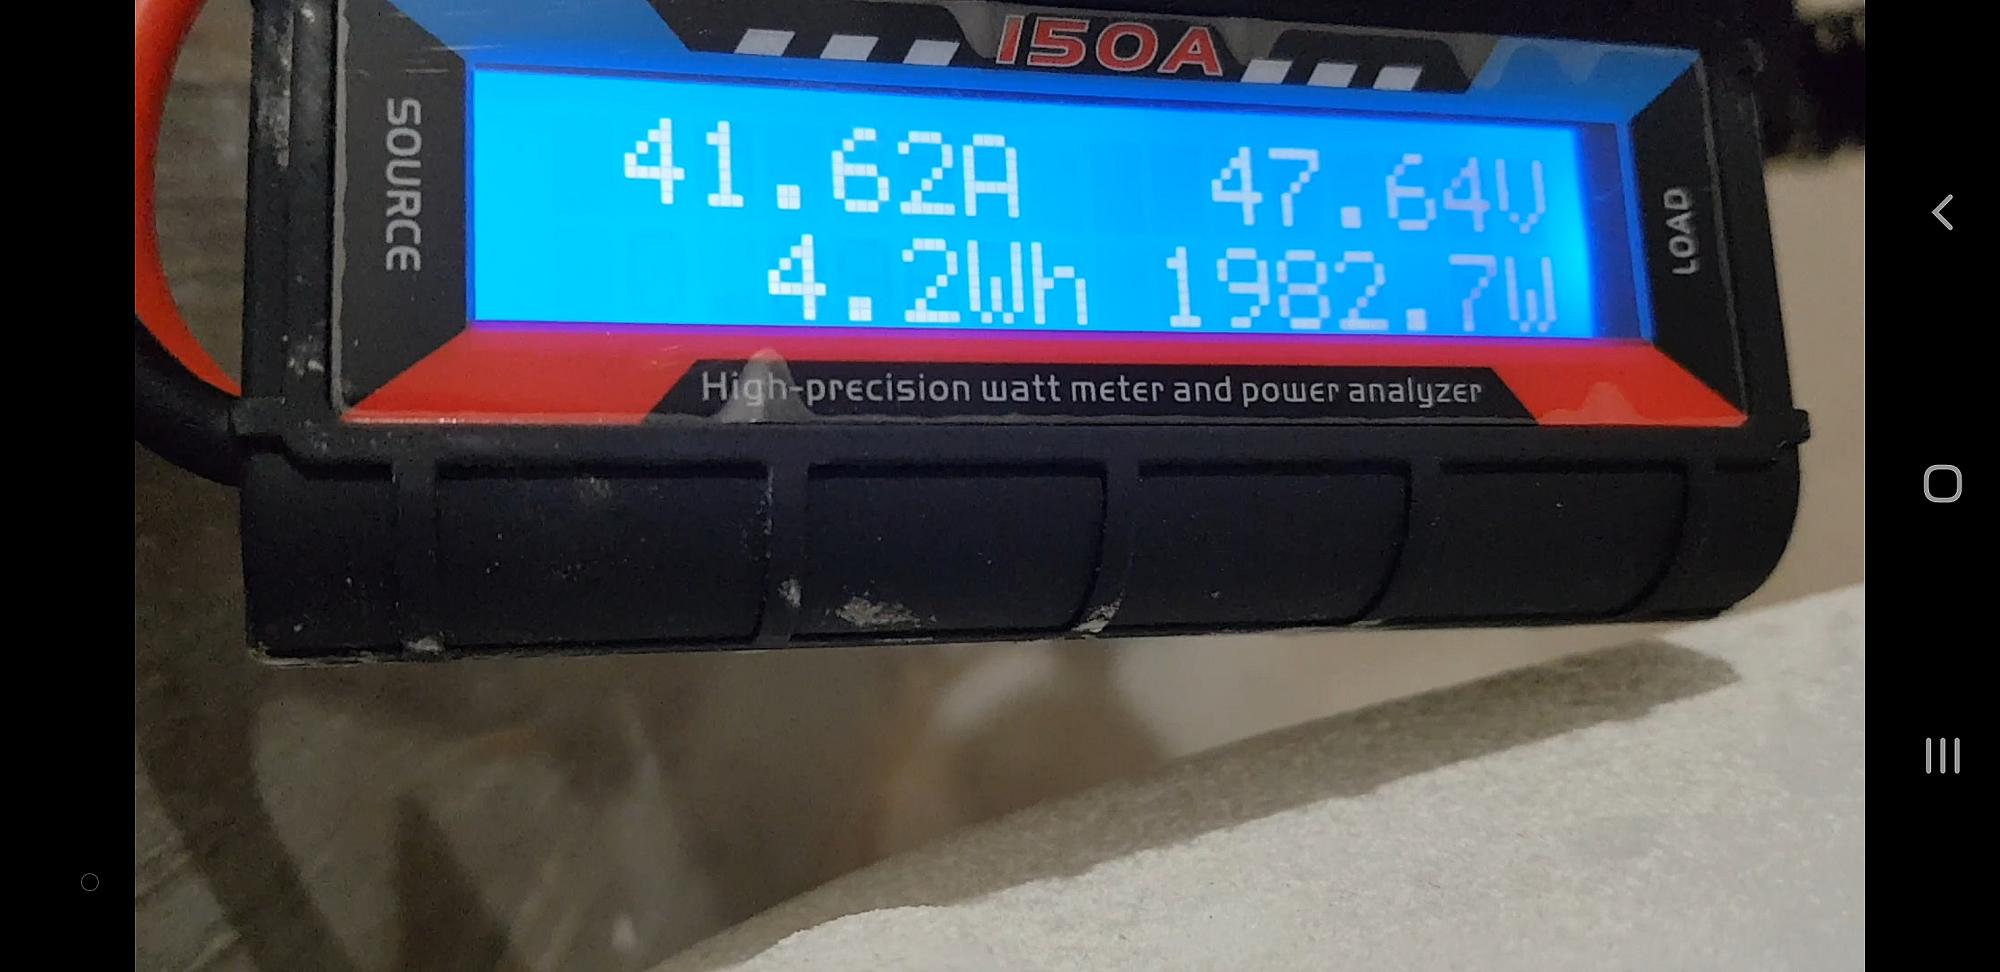 150A
SOURCE
41.62A 47.64V
4.2Wh 1982.7W
LOAD
High-precision watt meter and power analyzer